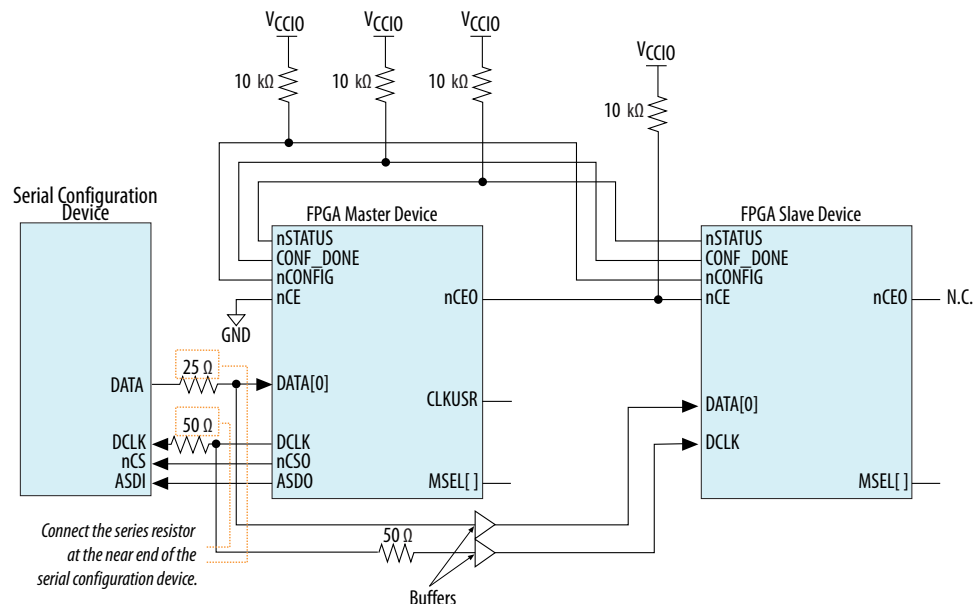 VCCIO VCCIO VCCIO
VCCIO
10 kΩ 10 kΩ 10 kΩ
10 kΩ
Serial Configuration
Device
FPGA Master Device
FPGA Slave Device
nSTATUS
CONF_DONE
nCONFIG
nCE
nCEO
nSTATUS
CONF_DONE
nCONFIG
nCE
nCEO
N.C.
GND
25 Ω
DATA
DATA[0]
CLKUSR
DATA[0]
50 Ω
DCLK
DCLK
DCLK
nCS
nCSO
ASDI
ASDO
MSEL[ ]
MSEL[ ]
Connect the series resistor
at the near end of the
serial configuration device.
50 Ω
Buffers